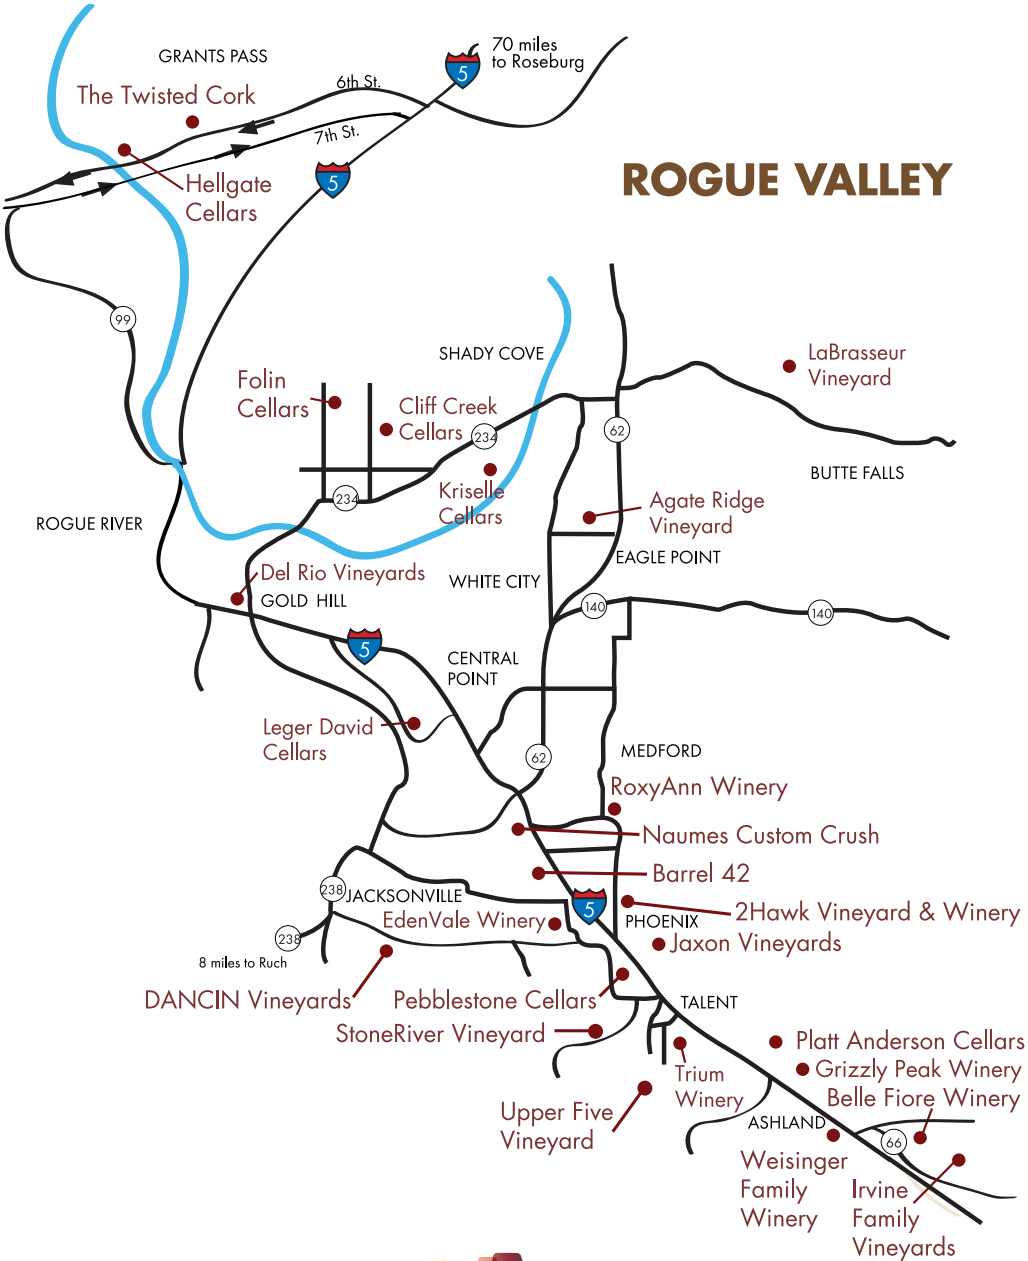 70 miles
to Roseburg
GRANTS PASS
5
6th St.
The Twisted Cork
7th St.
5
ROGUE VALLEY
Hellgate
Cellars
99
SHADY COVE
LaBrasseur
Vineyard
Folin
Cellars
Cliff Creek
Cellars
234
62
BUTTE FALLS
Kriselle
Cellars
234
Agate Ridge
Vineyard
ROGUE RIVER
EAGLE POINT
Del Rio Vineyards
WHITE CITY
GOLD HILL
140
140
5
CENTRAL
POINT
Leger David
Cellars
62
MEDFORD
RoxyAnn Winery
Naumes Custom Crush
Barrel 42
238
JACKSONVILLE
5
2Hawk Vineyard & Winery
EdenVale Winery
PHOENIX
238
Jaxon Vineyards
8 miles to Ruch
DANCIN Vineyards
Pebblestone Cellars
TALENT
StoneRiver Vineyard
Platt Anderson Cellars
Grizzly Peak Winery
Trium
Winery
Belle Fiore Winery
Upper Five
Vineyard
ASHLAND
66
Weisinger
Family
Winery
Irvine
Family
Vineyards